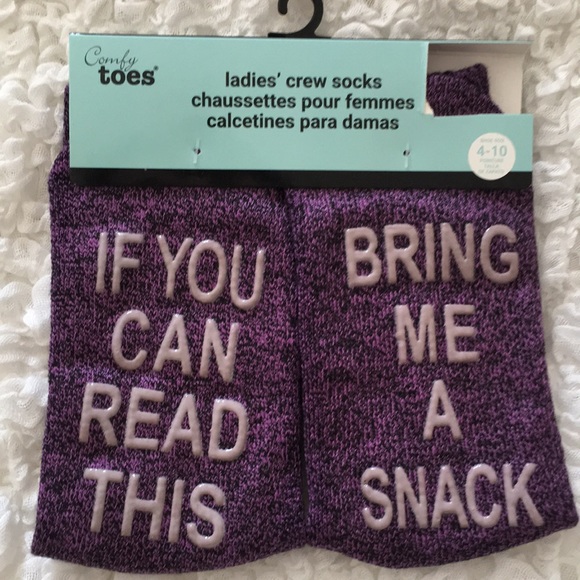 Comfy
toes®
ladies' crew socks
chaussettes pour femmes
calcetines para damas
4-10
IF YOU
CAN
READ
THIS
BRING
ME
A
SNACK